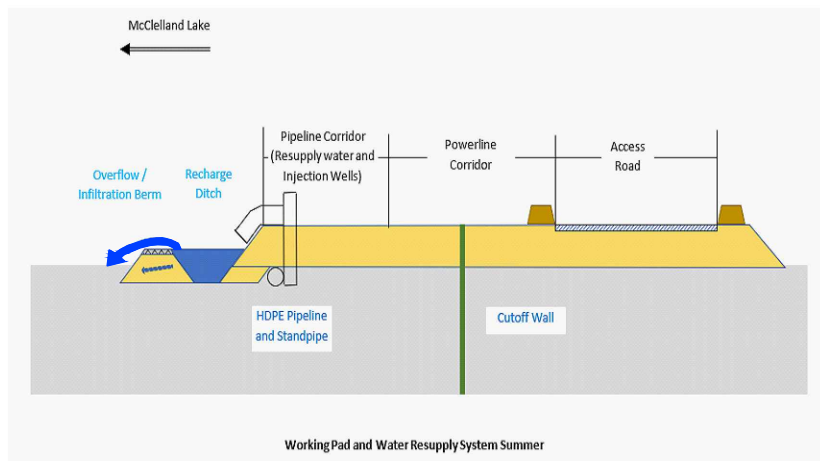 McClelland Lake
Pipeline Corridor
(Resupply water and
Injection Wells)
Powerline
Corridor
Access
Road
Overflow /
Infiltration Berm
Recharge
Ditch
HDPE Pipeline
and Standpipe
Cutoff Wall
Working Pad and Water Resupply System Summer